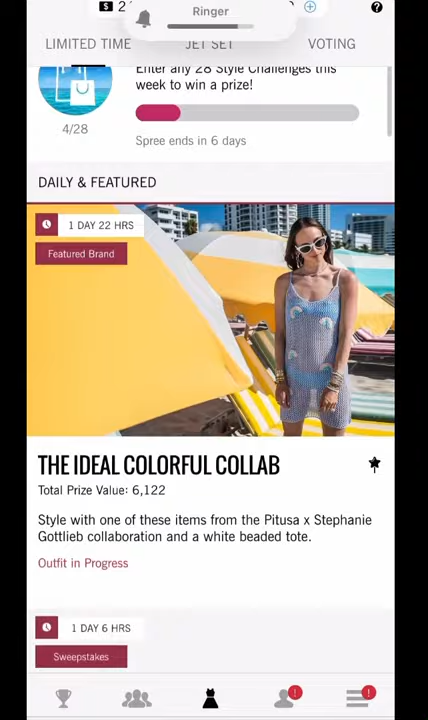 Ringer
$ 2
LIMITED TIME JET SET VOTING
Enter any 28 Style Challenges this
week to win a prize!
4/28
Spree ends in 6 days
DAILY & FEATURED
1 DAY 22 HRS
Featured Brand
THE IDEAL COLORFUL COLLAB
Total Prize Value: 6,122
Style with one of these items from the Pitusa x Stephanie
Gottlieb collaboration and a white beaded tote.
Outfit in Progress
1 DAY 6 HRS
Sweepstakes